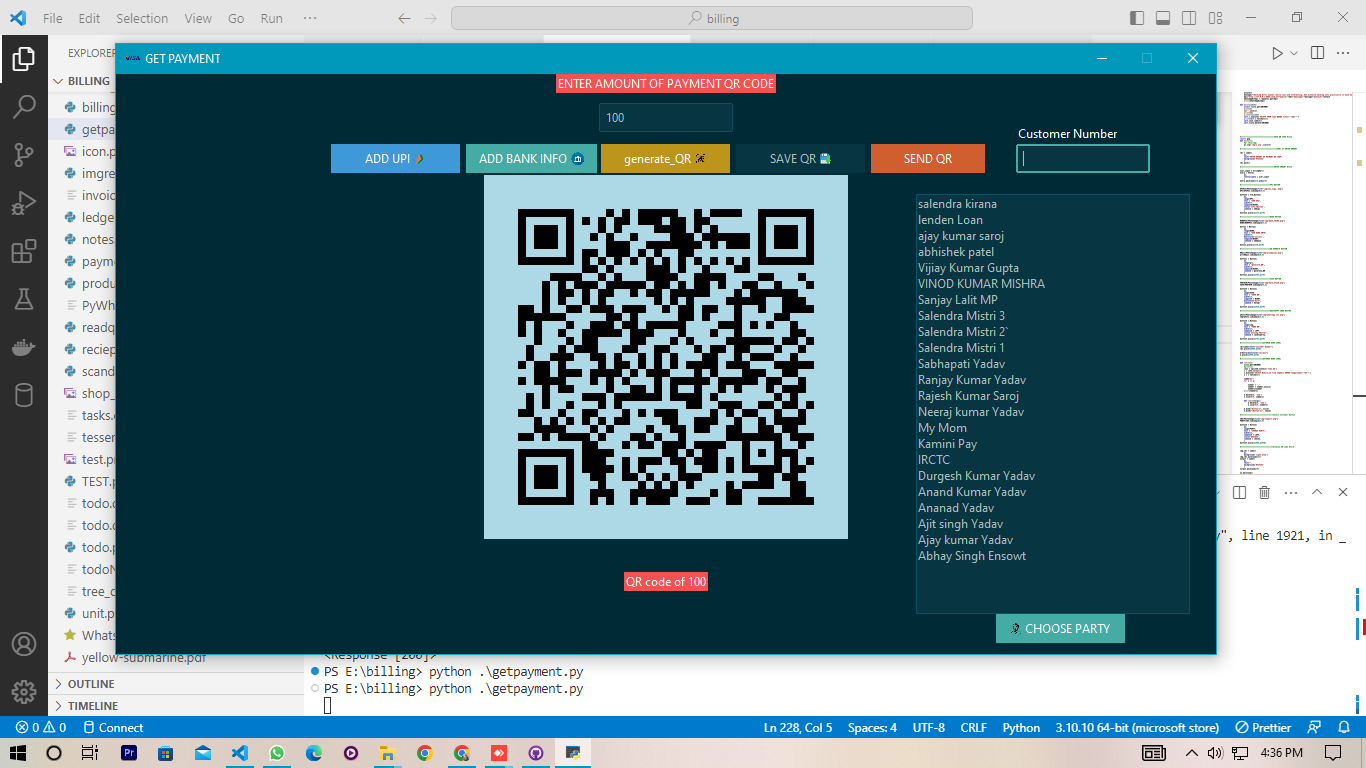 File Edit Selection View Go Run ···
billing
EXPLORER
BILLING
billing
getpa
icon.p
imgre
invoic
ledge
notes.
paym
produ
PyWh
readq
reciep
scand
shop_
tasks.
tesser
test.p
TEST.p
todo.
todo.
todo.p
todoN
tree_c
unit.p
Whats
yellow-submarine.pdf
OUTLINE
TIMELINE
GET PAYMENT
ENTER AMOUNT OF PAYMENT QR CODE
100
Customer Number
ADD UPI
ADD BANK INFO
generate_QR
SAVE QR
SEND QR
salendra kirana
lenden Loan
ajay kumar saroj
abhishek patel
Vijiay Kumar Gupta
VINOD KUMAR MISHRA
Sanjay Lalit MP
Salendra Mistri 3
Salendra Mistri 2`
Salendra Mistri 1
Sabhapati Yadav
Ranjay Kumar Yadav
Rajesh Kumar Saroj
Neeraj kumar Yadav
My Mom
Kamini Pay
IRCTC
Durgesh Kumar Yadav
Anand Kumar Yadav
Ananad Yadav
Ajit singh Yadav
Ajay kumar Yadav
Abhay Singh Ensowt
QR code of 100
CHOOSE PARTY
y", line 1921, in _
<Response [200]>
PS E:\billing> python .\getpayment.py
PS E:\billing> python .\getpayment.py
0 0 Connect
Ln 228, Col 5 Spaces: 4 UTF-8 CRLF Python 3.10.10 64-bit (microsoft store) Prettier
4:36 PM